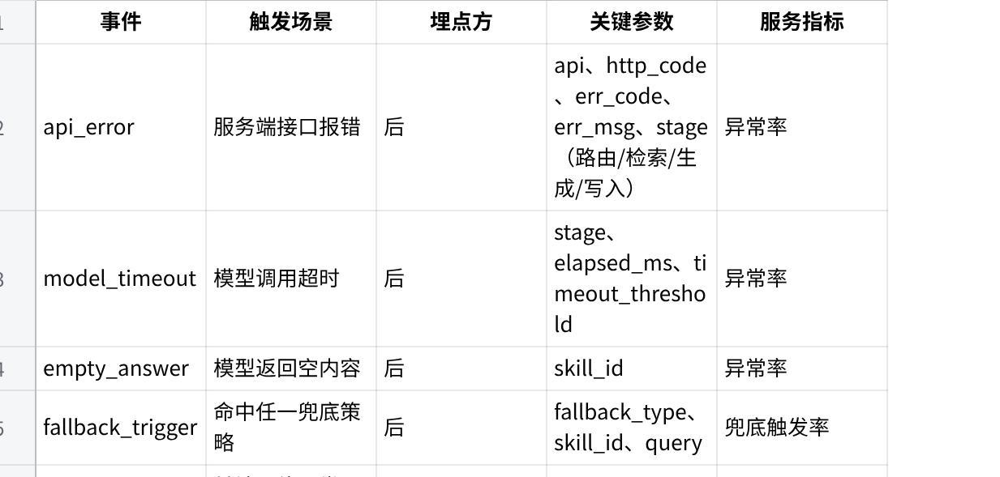 事件 触发场景 埋点方 关键参数 服务指标
api_error 服务端接口报错 后 api、http_code
、err_code、
err_msg、stage
（路由/检索/生
成/写入） 异常率
model_timeout 模型调用超时 后 stage、
elapsed_ms、ti
meout_thresho
ld 异常率
empty_answer 模型返回空内容 后 skill_id 异常率
fallback_trigger 命中任一兜底策
略 后 fallback_type、
skill_id、query 兜底触发率